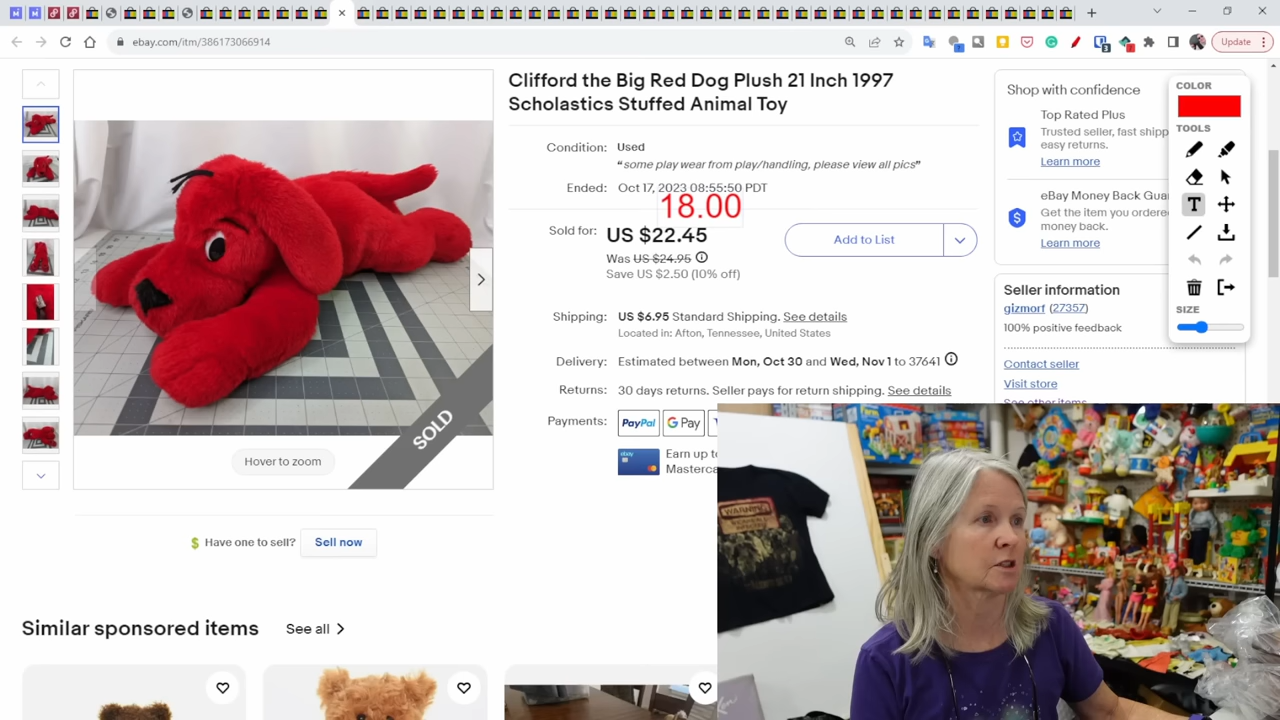 Update
ebay.com/itm/386173066914
Clifford the Big Red Dog Plush 21 Inch 1997
Scholastics Stuffed Animal Toy
Condition: Used
“some play wear from play/handling, please view all pics”
Ended: Oct 17, 2023 08:55:50 PDT
18.00
Sold for: US $22.45
Was US $24.95
Save US $2.50 (10% off)
Add to List
Shipping: US $6.95 Standard Shipping. See details
Located in: Afton, Tennessee, United States
Delivery: Estimated between Mon, Oct 30 and Wed, Nov 1 to 37641
Returns: 30 days returns. Seller pays for return shipping. See details
Payments: PayPal G Pay
ebay
Earn up to
Masterca
SOLD
Hover to zoom
$ Have one to sell? Sell now
Similar sponsored items See all
Shop with confidence
Top Rated Plus
Trusted seller, fast shipp
easy returns.
Learn more
eBay Money Back Gua
Get the item you ordere
money back.
Learn more
Seller information
gizmorf (27357)
100% positive feedback
Contact seller
Visit store
See other items
COLOR
TOOLS
T
SIZE
WARNING